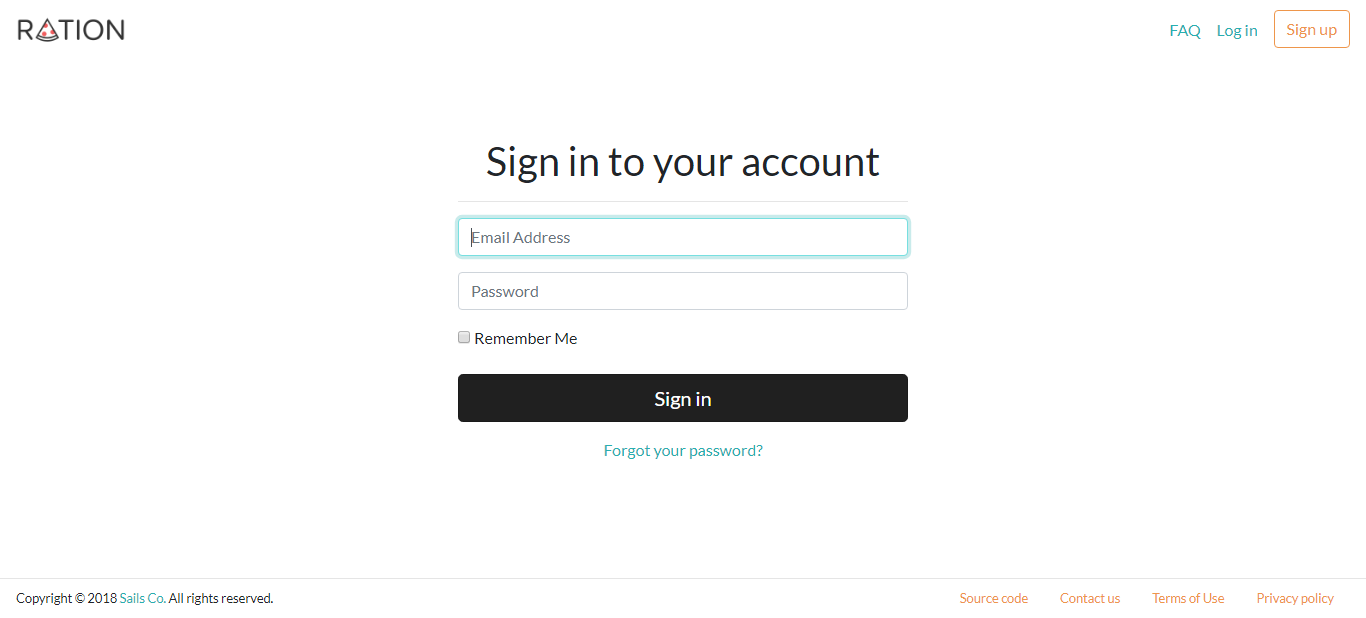 RATION
FAQ Log in Sign up
Sign in to your account
Email Address
Password
Remember Me
Sign in
Forgot your password?
Copyright © 2018 Sails Co. All rights reserved.
Source code Contact us Terms of Use Privacy policy